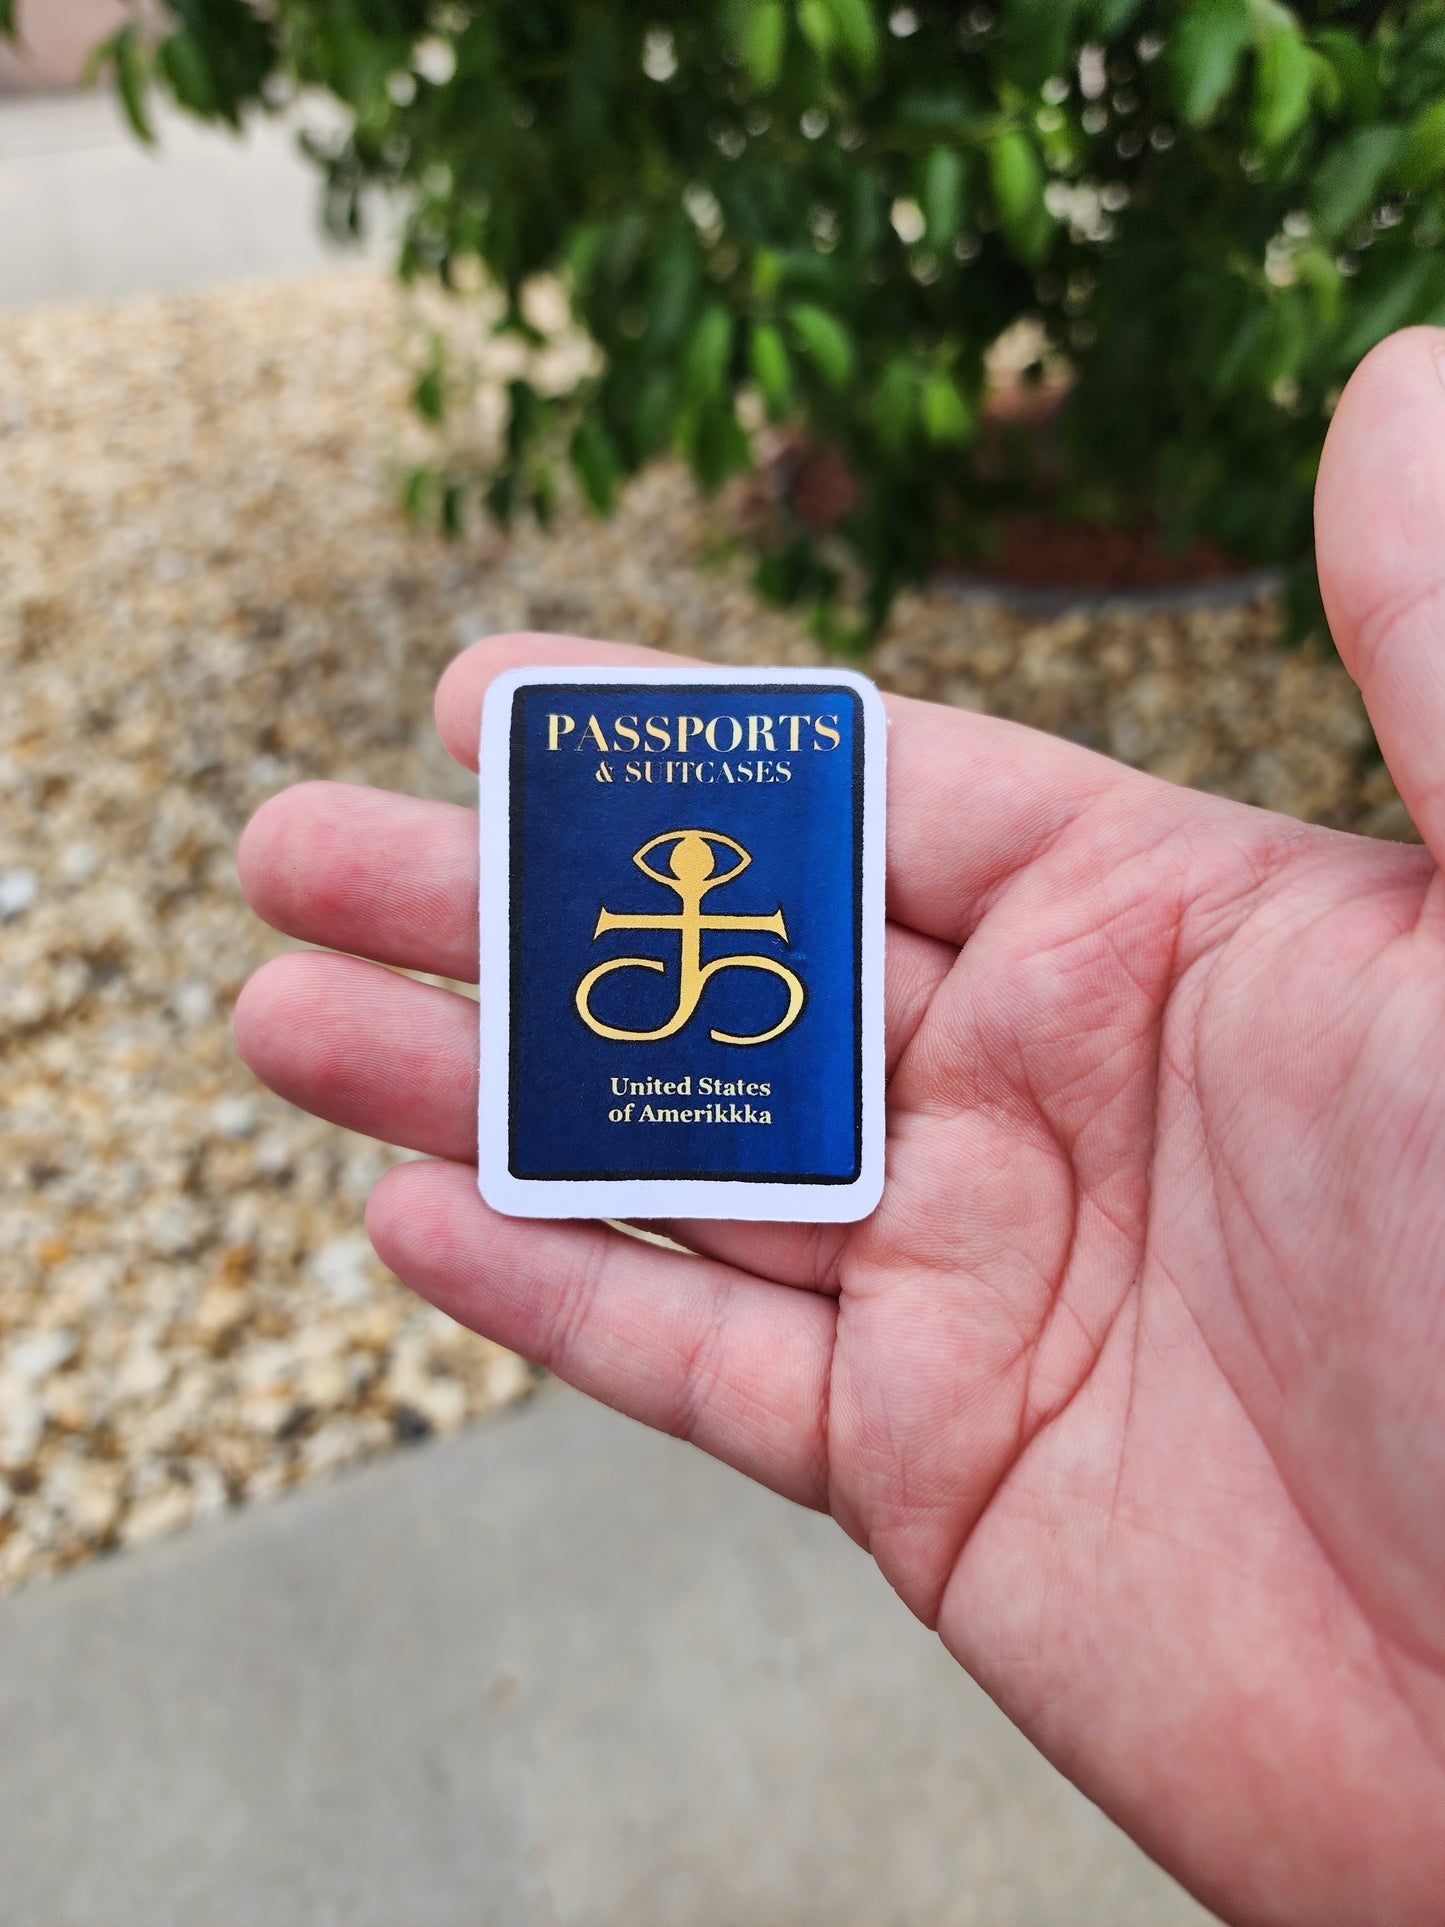 PASSPORTS
& SUITCASES
United States
of Amerikkka